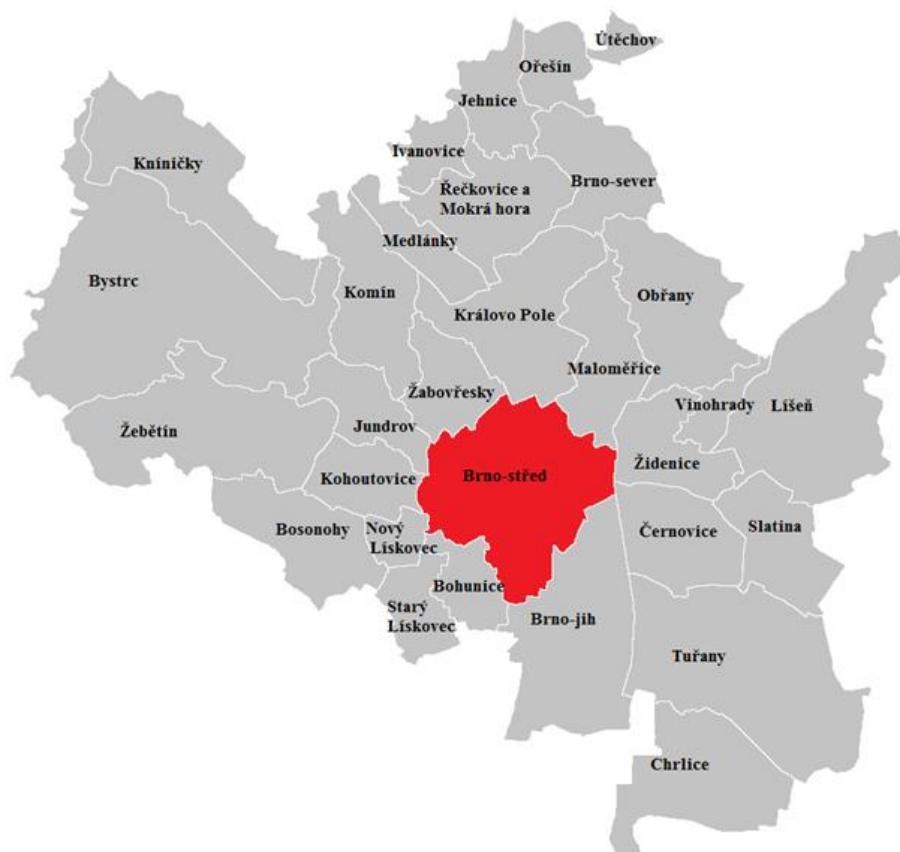 Útěchov
Ořešín
Jehnice
Ivanovice
Kníničky
Brno-sever
Řečkovice a
Mokrá hora
Medlánky
Bystrc
Komín
Obřany
Královo Pole
Maloměřice
Žabovřesky
Vinohrady
Líšeň
Jundrov
Žebětín
Židenice
Kohoutovice
Brno-střed
Bosonohy
Nový
Lískovec
Černovice
Slatina
Bohunice
Starý
Lískovec
Brno-jih
Tuřany
Chrlice